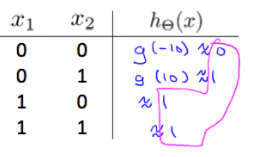 x₁ x₂ hΘ(x)
0 0 g(-10) ≈ 0
0 1 g(10) ≈ 1
1 0 ≈ 1
1 1 ≈ 1